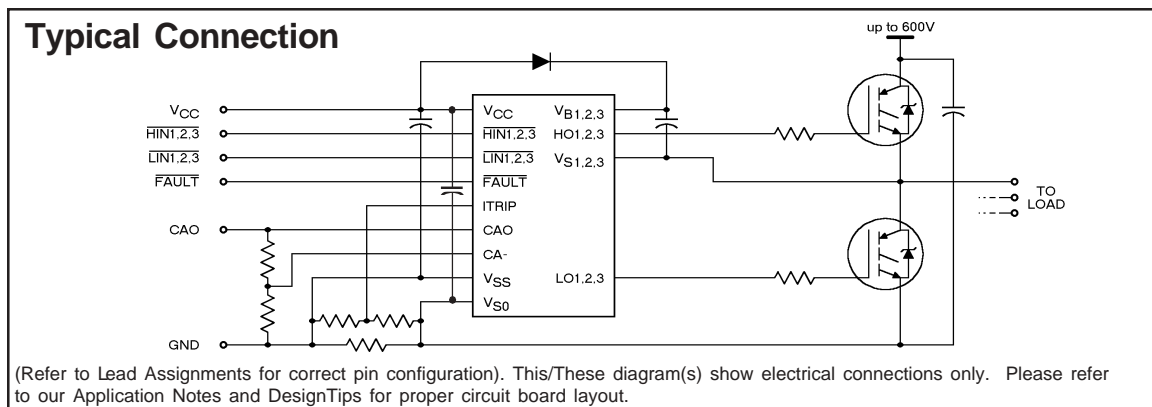 Typical Connection
up to 600V
VCC
HIN1,2,3
LIN1,2,3
FAULT
CAO
GND
VCC
HIN1,2,3
LIN1,2,3
FAULT
ITRIP
CAO
CA-
VSS
VS0
VB1,2,3
HO1,2,3
VS1,2,3
LO1,2,3
TO
LOAD
(Refer to Lead Assignments for correct pin configuration). This/These diagram(s) show electrical connections only. Please refer
to our Application Notes and DesignTips for proper circuit board layout.